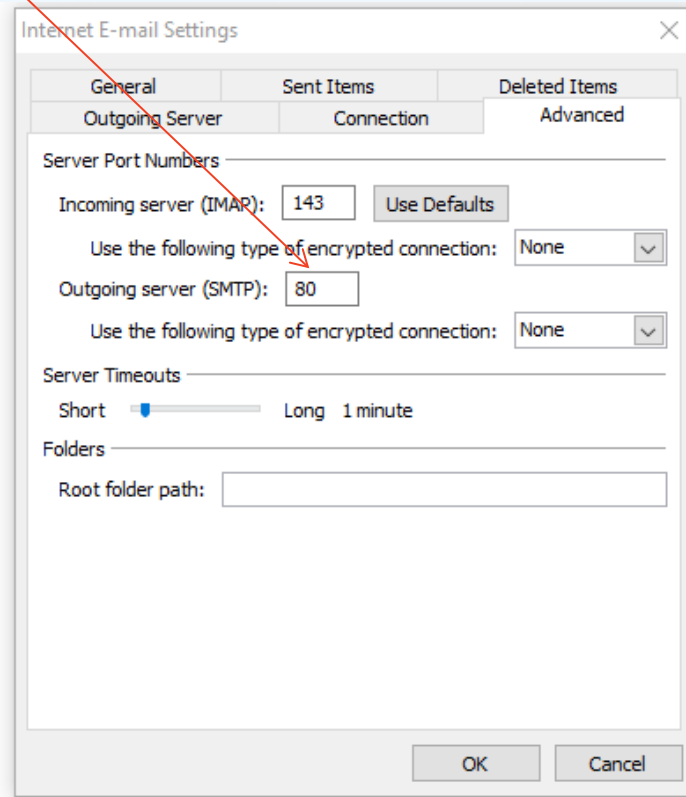 Internet E-mail Settings
General Sent Items Deleted Items
Outgoing Server Connection Advanced
Server Port Numbers
Incoming server (IMAP): 143 Use Defaults
Use the following type of encrypted connection: None
Outgoing server (SMTP): 80
Use the following type of encrypted connection: None
Server Timeouts
Short Long 1 minute
Folders
Root folder path:
OK Cancel